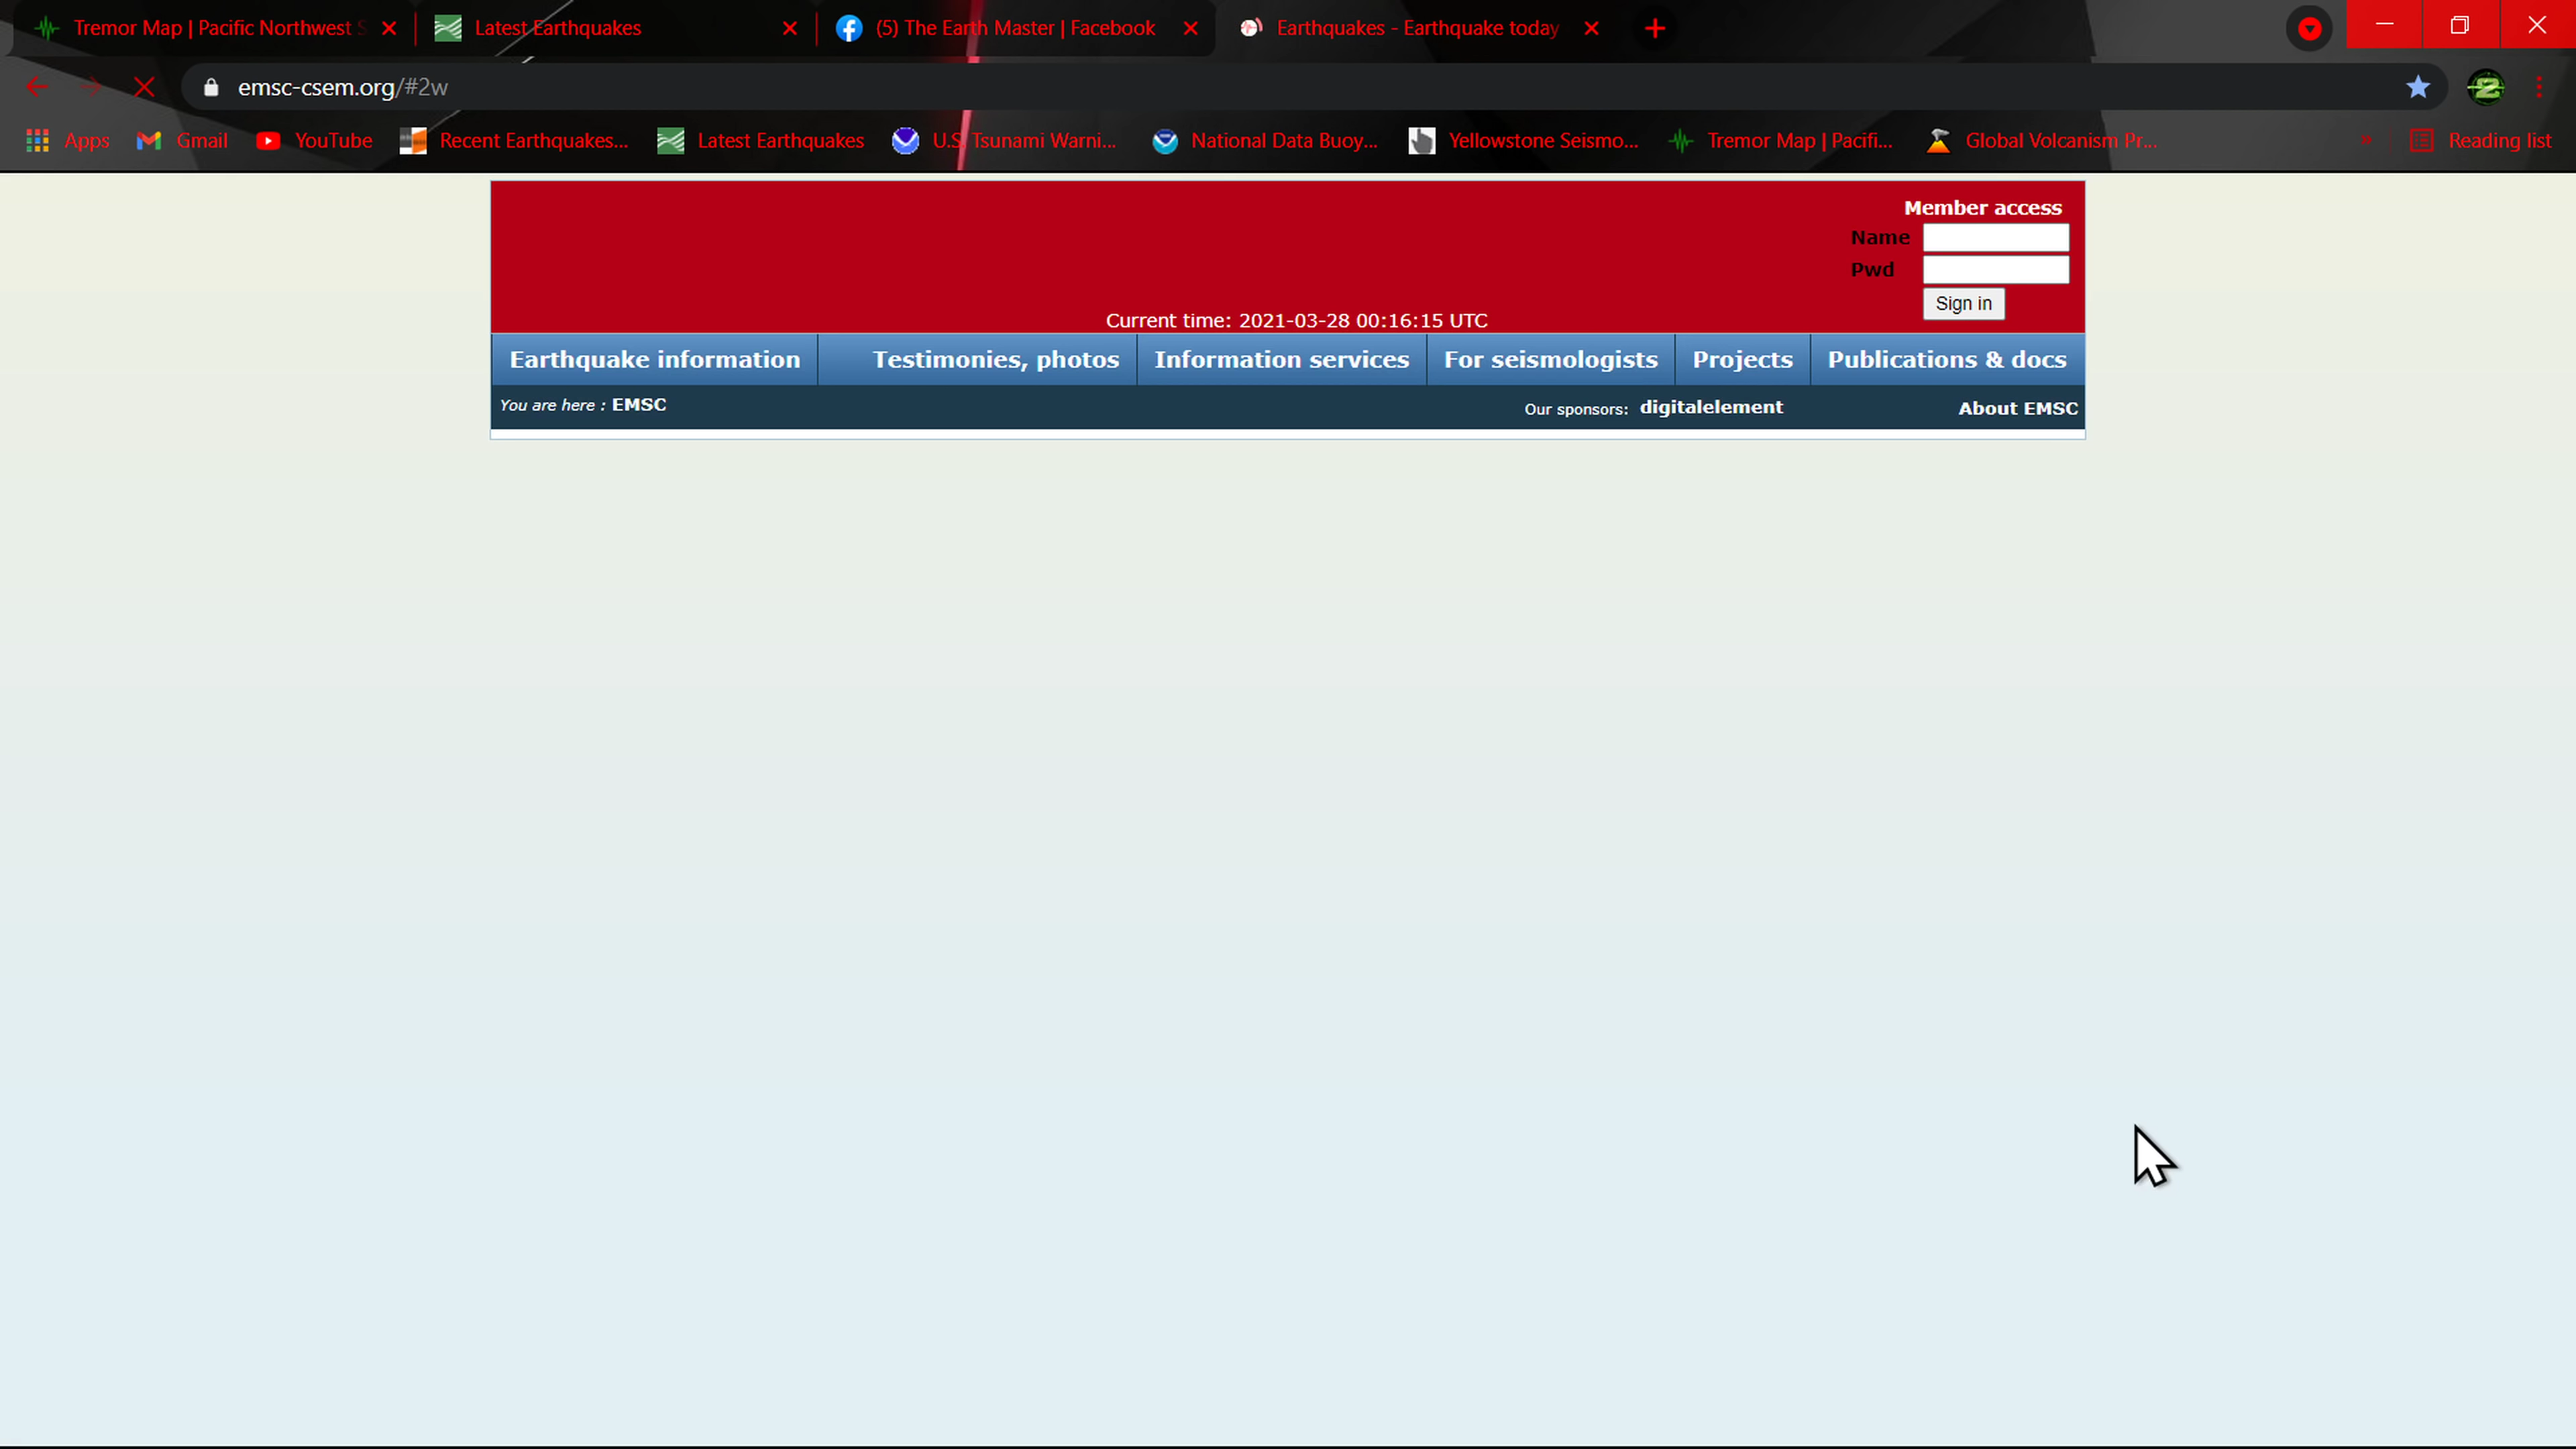 Tremor Map | Pacific Northwest S
Latest Earthquakes
(5) The Earth Master | Facebook
Earthquakes - Earthquake today
emsc-csem.org/#2w
Apps
Gmail
YouTube
Recent Earthquakes...
Latest Earthquakes
U.S. Tsunami Warni...
National Data Buoy...
Yellowstone Seismo...
Tremor Map | Pacifi...
Global Volcanism Pr...
»
Reading list
Member access
Name
Pwd
Sign in
Current time: 2021-03-28 00:16:15 UTC
Earthquake information
Testimonies, photos
Information services
For seismologists
Projects
Publications & docs
You are here : EMSC
Our sponsors: digitalelement
About EMSC